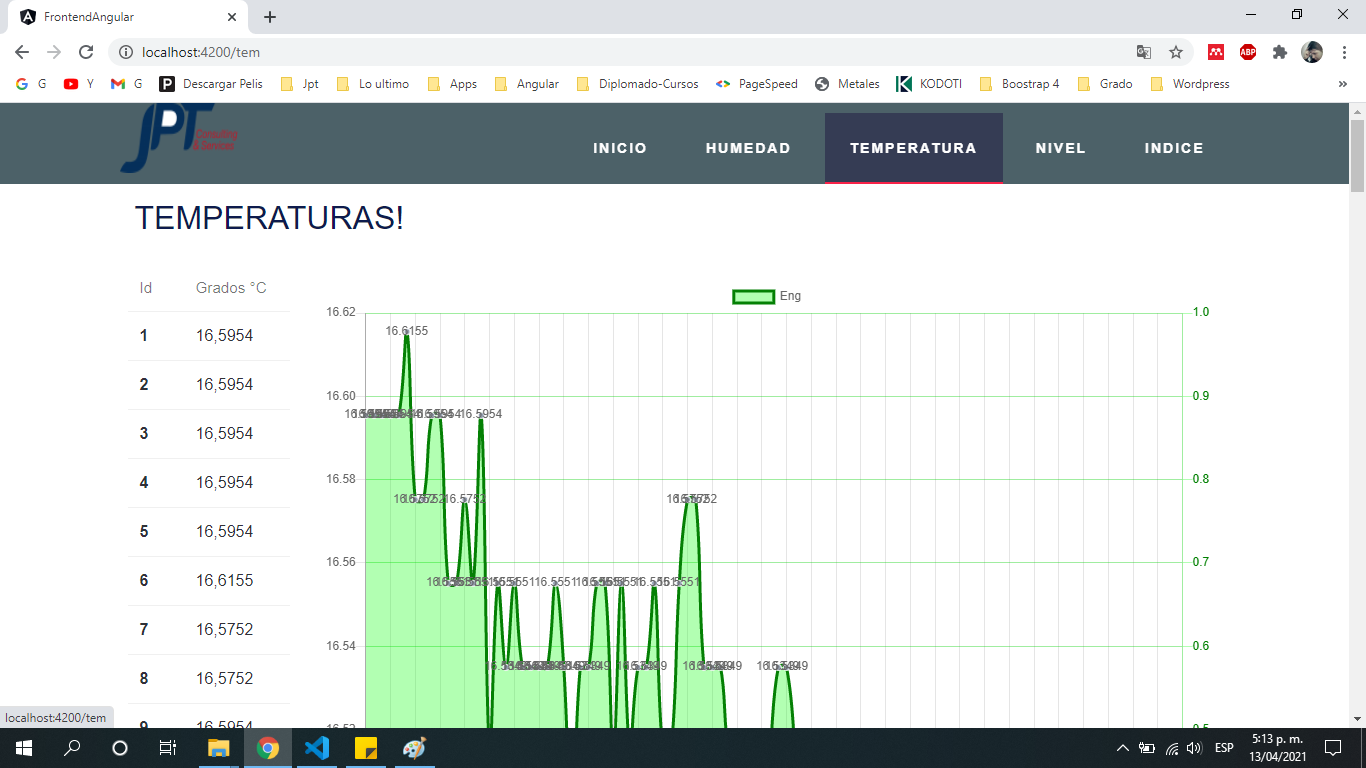 FrontendAngular
localhost:4200/tem
ABP
G G
Y
G
Descargar Pelis
Jpt
Lo ultimo
Apps
Angular
Diplomado-Cursos
PageSpeed
Metales
KODOTI
Boostrap 4
Grado
Wordpress
»
JPT
Consulting
& Services
INICIO
HUMEDAD
TEMPERATURA
NIVEL
INDICE
TEMPERATURAS!
Id Grados °C
1 16,5954
2 16,5954
3 16,5954
4 16,5954
5 16,5954
6 16,6155
7 16,5752
8 16,5752
9 16,5954
Eng
16.62
16.60
16.58
16.56
16.54
16.52
1.0
0.9
0.8
0.7
0.6
0.5
16.6155
16.5954
16.5752
16.5551
localhost:4200/tem
ESP
5:13 p. m.
13/04/2021